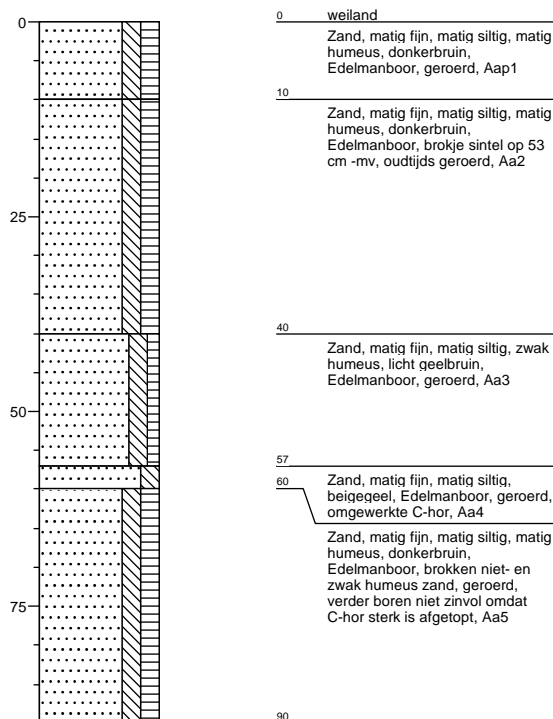 0
25
50
75
0 weiland
Zand, matig fijn, matig siltig, matig
humeus, donkerbruin,
Edelmanboor, geroerd, Aap1
10
Zand, matig fijn, matig siltig, matig
humeus, donkerbruin,
Edelmanboor, brokje sintel op 53
cm -mv, oudtijds geroerd, Aa2
40
Zand, matig fijn, matig siltig, zwak
humeus, licht geelbruin,
Edelmanboor, geroerd, Aa3
57
Zand, matig fijn, matig siltig,
beigegeel, Edelmanboor, geroerd,
omgewerkte C-hor, Aa4
60
Zand, matig fijn, matig siltig, matig
humeus, donkerbruin,
Edelmanboor, brokken niet- en
zwak humeus zand, geroerd,
verder boren niet zinvol omdat
C-hor sterk is afgetopt, Aa5
90